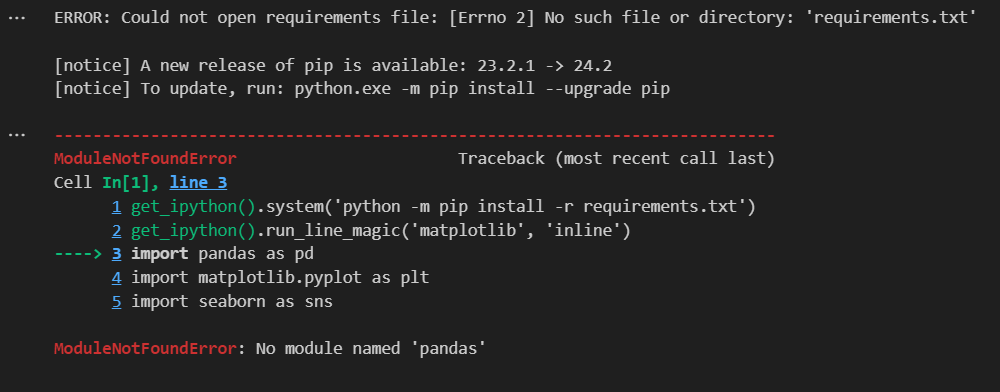 ... ERROR: Could not open requirements file: [Errno 2] No such file or directory: 'requirements.txt'
[notice] A new release of pip is available: 23.2.1 -> 24.2
[notice] To update, run: python.exe -m pip install --upgrade pip
... ---------------------------------------------------------------------------
ModuleNotFoundError                       Traceback (most recent call last)
Cell In[1], line 3
      1 get_ipython().system('python -m pip install -r requirements.txt')
      2 get_ipython().run_line_magic('matplotlib', 'inline')
----> 3 import pandas as pd
      4 import matplotlib.pyplot as plt
      5 import seaborn as sns
ModuleNotFoundError: No module named 'pandas'